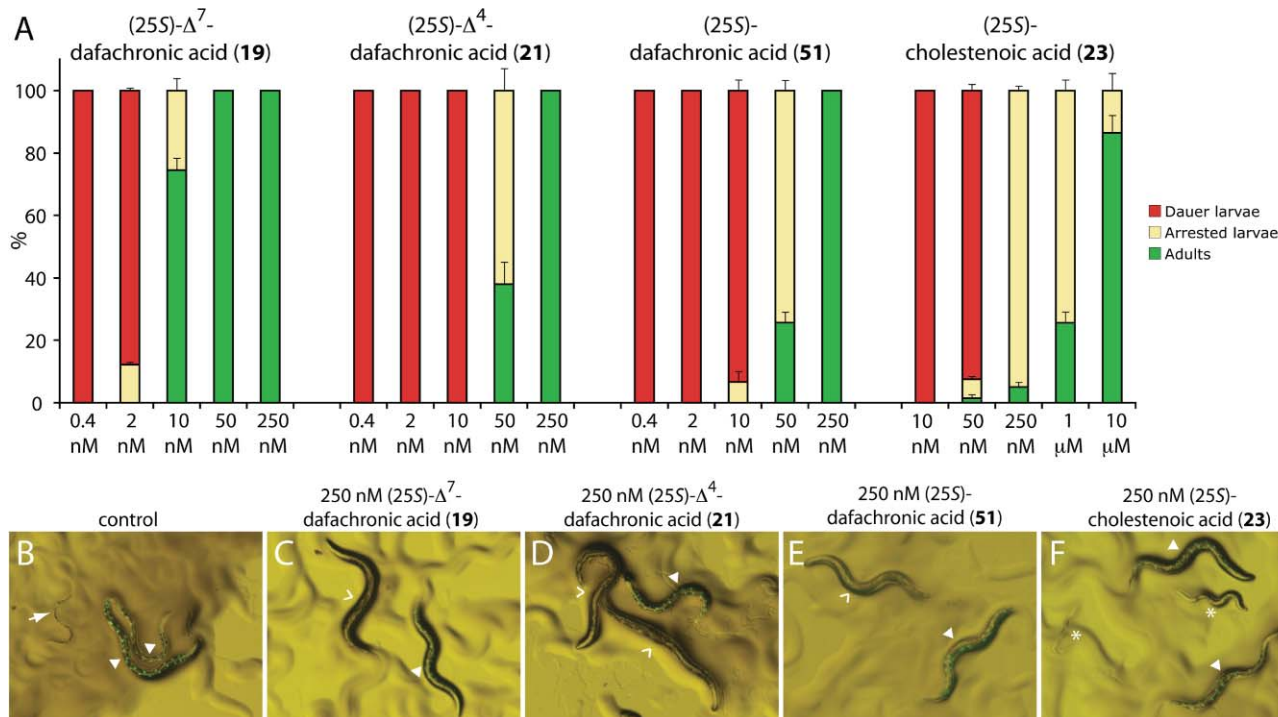 A
(25S)-Δ⁷-
dafachronic acid (19)
(25S)-Δ⁴-
dafachronic acid (21)
(25S)-
dafachronic acid (51)
(25S)-
cholestenoic acid (23)
100
80
60
40
20
0
%
0.4 2 10 50 250
nM nM nM nM nM
0.4 2 10 50 250
nM nM nM nM nM
0.4 2 10 50 250
nM nM nM nM nM
10 50 250 1 10
nM nM nM μM μM
Dauer larvae
Arrested larvae
Adults
control
B
250 nM (25S)-Δ⁷-
dafachronic acid (19)
C
250 nM (25S)-Δ⁴-
dafachronic acid (21)
D
250 nM (25S)-
dafachronic acid (51)
E
250 nM (25S)-
cholestenoic acid (23)
F